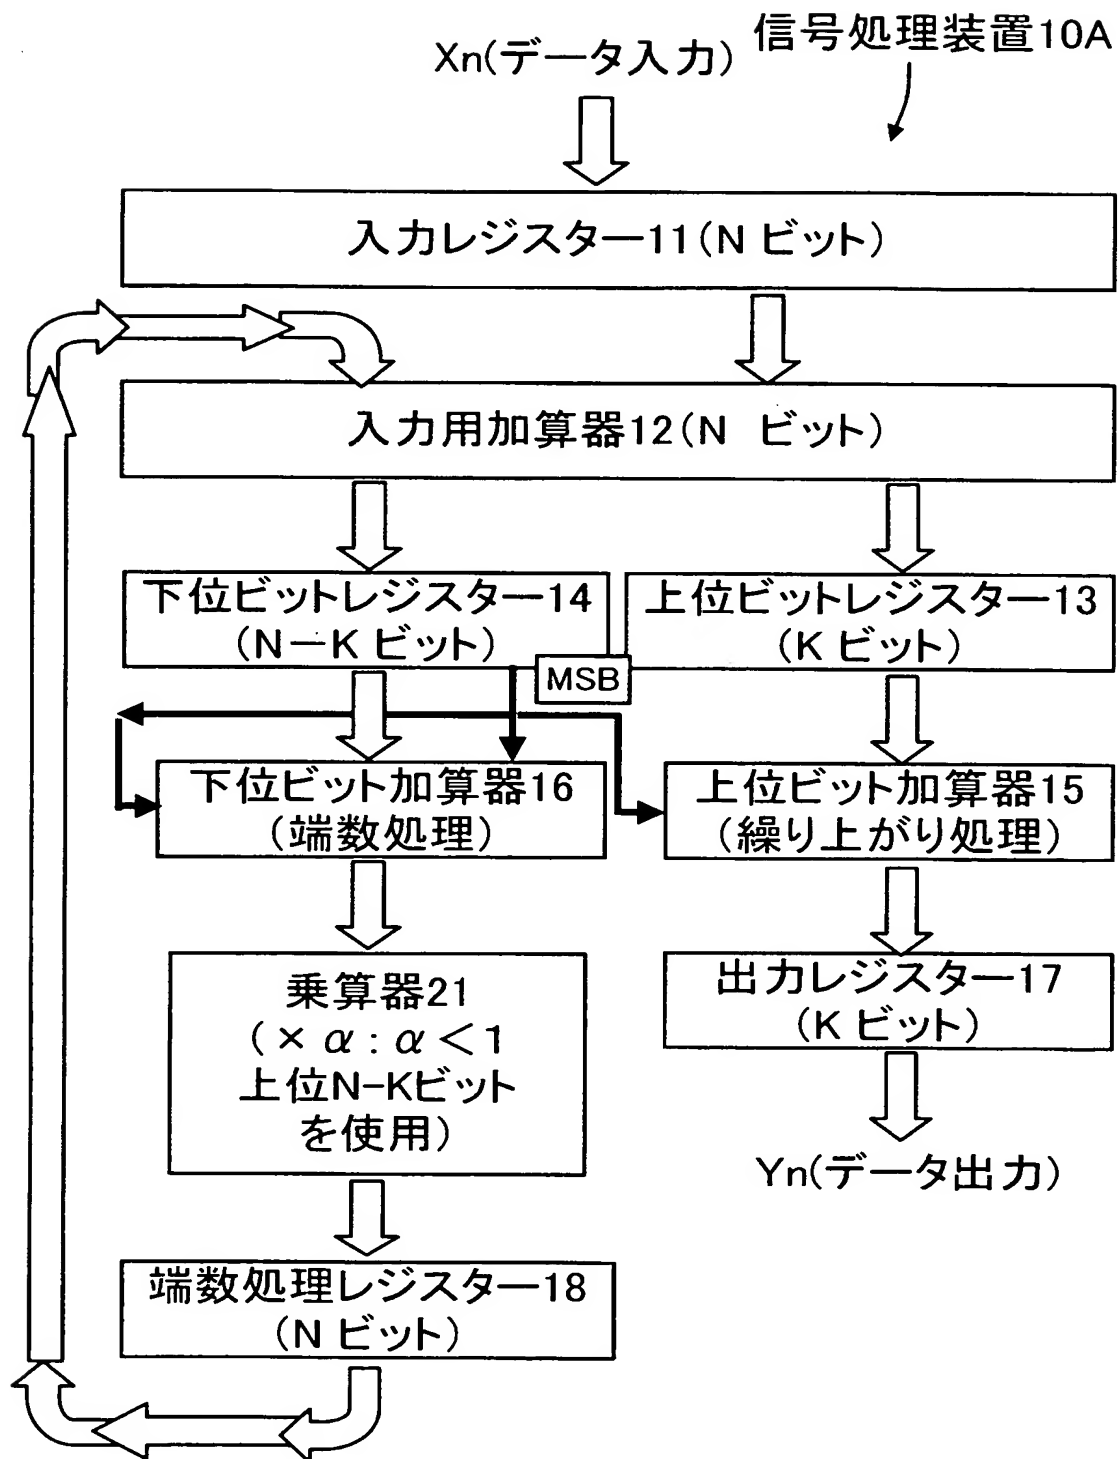 信号処理装置10A
Xn(データ入力)
入力レジスター11(N ビット)
入力用加算器12(N ビット)
下位ビットレジスター14
(N－K ビット)
上位ビットレジスター13
(K ビット)
MSB
下位ビット加算器16
(端数処理)
上位ビット加算器15
(繰り上がり処理)
乗算器21
(× α : α＜1
上位N-Kビット
を使用)
出力レジスター17
(K ビット)
Yn(データ出力)
端数処理レジスター18
(N ビット)